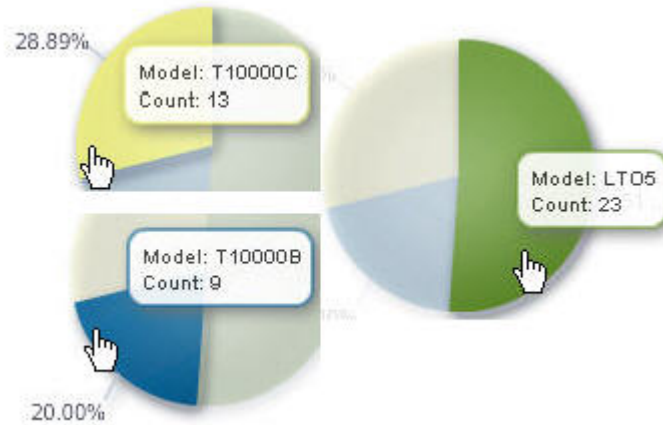 28.89%
Model: T10000C
Count: 13
Model: LTO5
Count: 23
Model: T10000B
Count: 9
20.00%